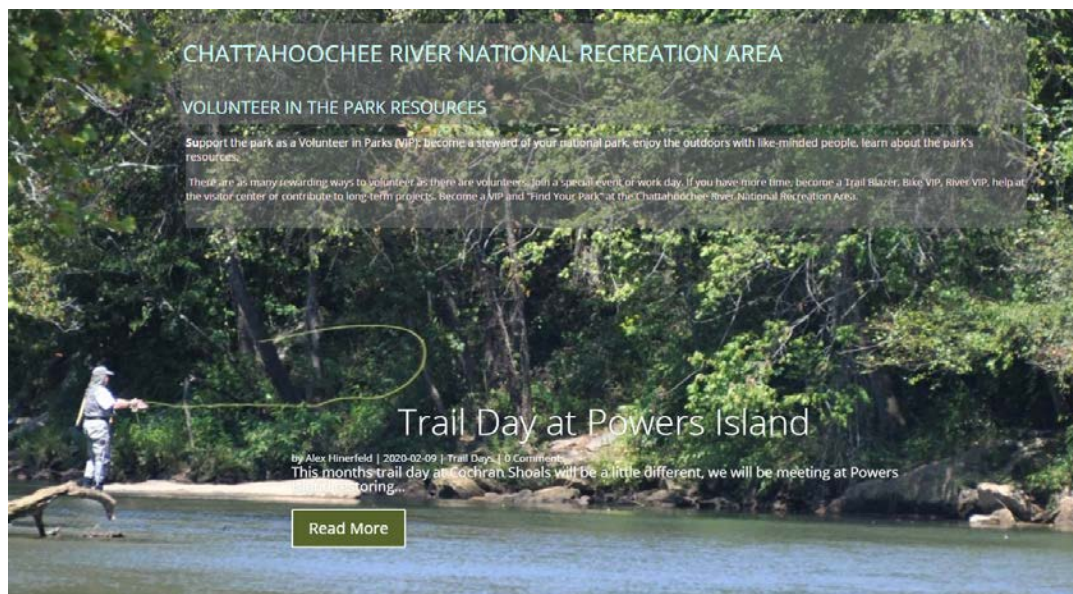 CHATTAHOOCHEE RIVER NATIONAL RECREATION AREA
VOLUNTEER IN THE PARK RESOURCES
Support the park as a Volunteer in Parks (VIP): become a steward of your national park, enjoy the outdoors with like-minded people, learn about the park's
resources.
There are as many rewarding ways to volunteer as there are volunteers. Join a special event or work day. If you have more time, become a Trail Blazer, Bike VIP, River VIP, help at
the visitor center or contribute to long-term projects. Become a VIP and "Find Your Park" at the Chattahoochee River National Recreation Area.
Trail Day at Powers Island
by Alex Hinerfeld | 2020-02-09 | Trail Days | 0 Comments
This months trail day at Cochran Shoals will be a little different, we will be meeting at Powers
Read More